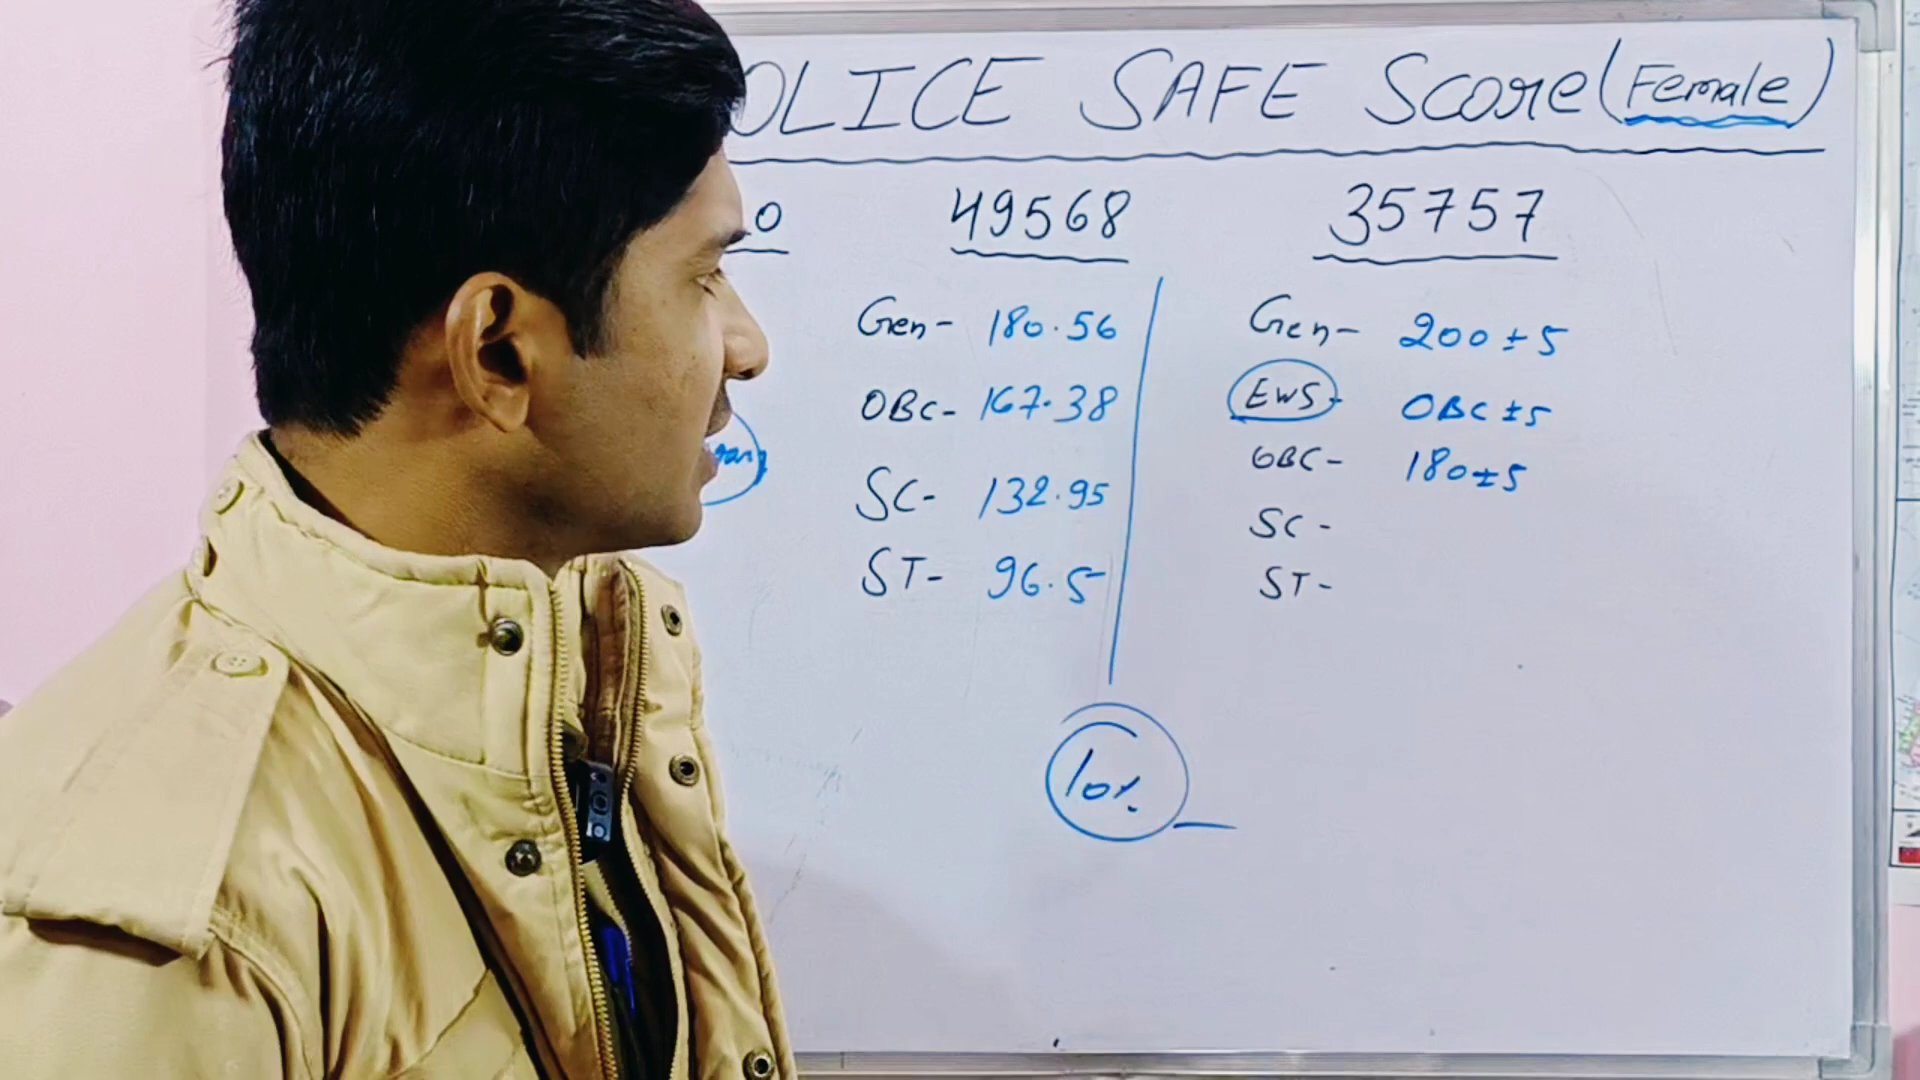 OLICE SAFE Score (Female)
0 49568 35757
Gen- 180.56
OBC- 167.38
SC- 132.95
ST- 96.5
Gen- 200±5
EWS- OBC±5
OBC- 180±5
SC-
ST-
10%